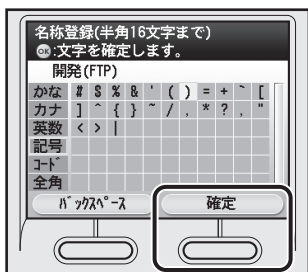 名称登録(半角16文字まで)
OK:文字を確定します。
開発(FTP)
かな # $ % & ' ( ) = + ` [
カナ ] ^ { } ~ / , * ? . "
英数 < > |
記号
ｺｰﾄﾞ
全角
ﾊﾞｯｸｽﾍﾟｰｽ 確定